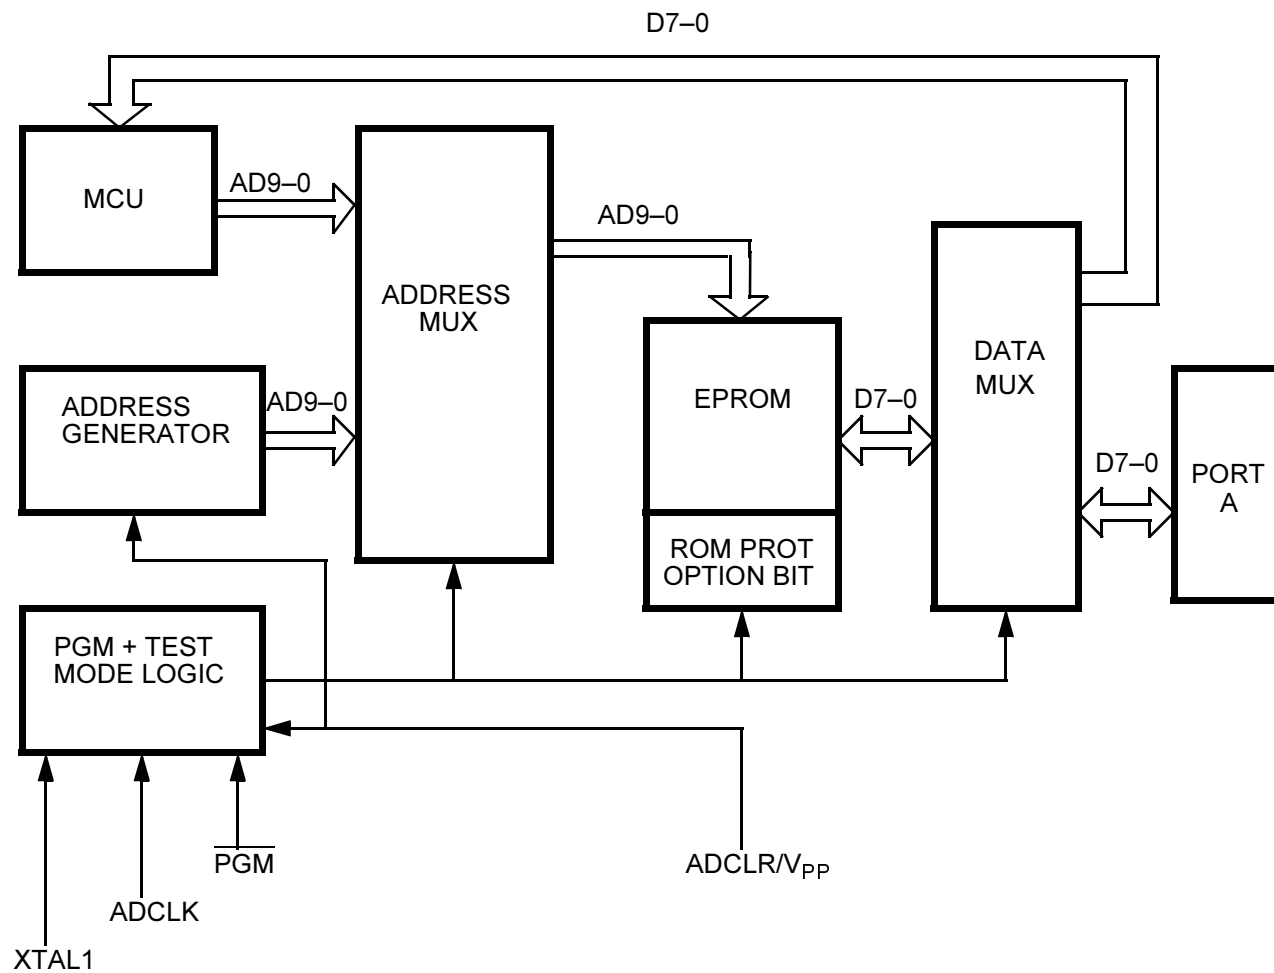 D7–0
MCU
AD9–0
AD9–0
ADDRESS
MUX
DATA
MUX
EPROM
ADDRESS
GENERATOR
AD9–0
D7–0
D7–0
PORT
A
ROM PROT
OPTION BIT
PGM + TEST
MODE LOGIC
PGM
ADCLR/VPP
ADCLK
XTAL1